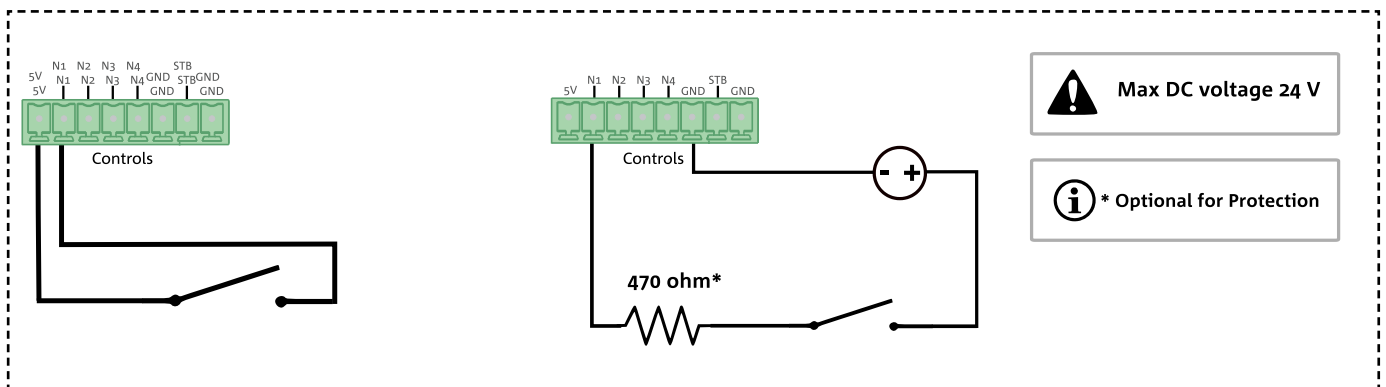 N1 N2 N3 N4 STB
5V GND GND
N1 N2 N3 N4 STB
5V GND GND
Controls
N1 N2 N3 N4 STB
5V GND GND
Controls
- +
470 ohm*
! Max DC voltage 24 V
i * Optional for Protection